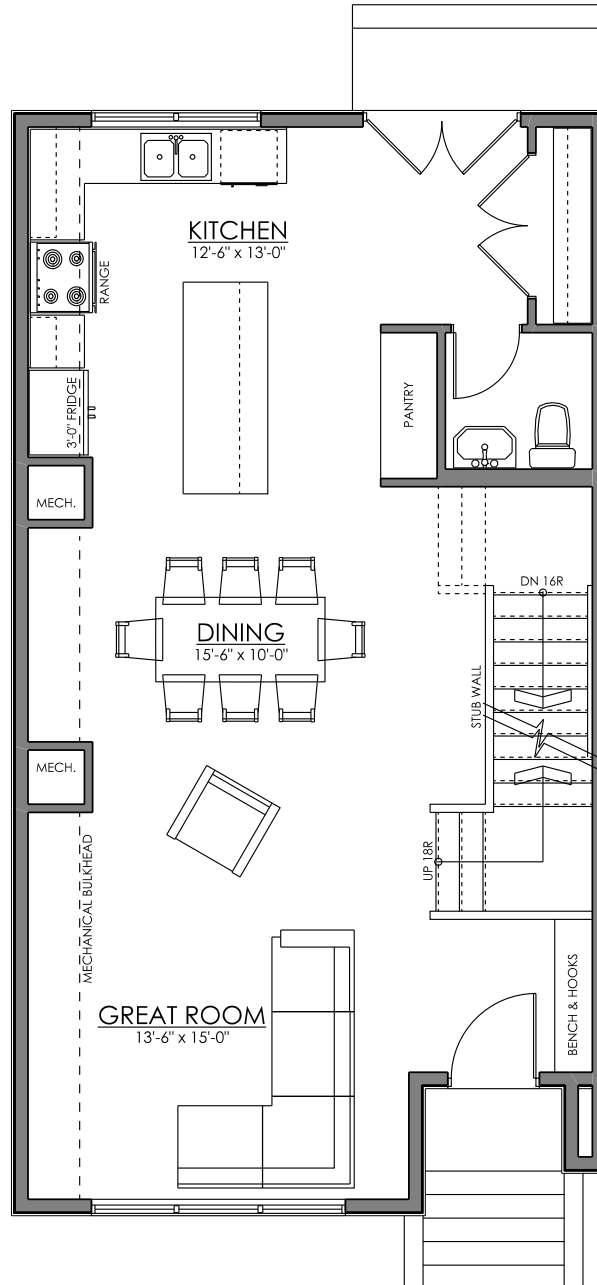 KITCHEN
12'-6" x 13'-0"
RANGE
3'-0" FRIDGE
PANTRY
MECH.
DN 16R
DINING
15'-6" x 10'-0"
STUB WALL
MECH.
UP 18R
MECHANICAL BULKHEAD
BENCH & HOOKS
GREAT ROOM
13'-6" x 15'-0"